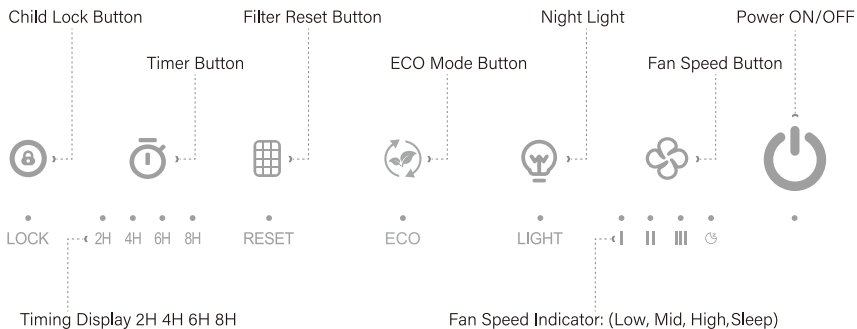 Child Lock Button Filter Reset Button Night Light Power ON/OFF
Timer Button ECO Mode Button Fan Speed Button
LOCK 2H 4H 6H 8H RESET ECO LIGHT I II III
Timing Display 2H 4H 6H 8H Fan Speed Indicator: (Low, Mid, High,Sleep)